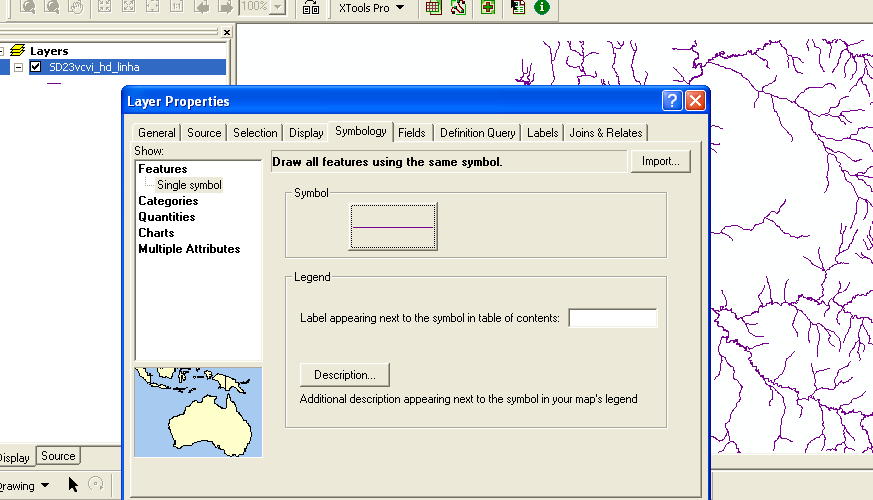 100%
XTools Pro
Layers
SD23vcvi_hd_linha
Layer Properties
General
Source
Selection
Display
Symbology
Fields
Definition Query
Labels
Joins & Relates
Show:
Features
Single symbol
Categories
Quantities
Charts
Multiple Attributes
Draw all features using the same symbol.
Import...
Symbol
Legend
Label appearing next to the symbol in table of contents:
Description...
Additional description appearing next to the symbol in your map's legend
Display
Source
Drawing